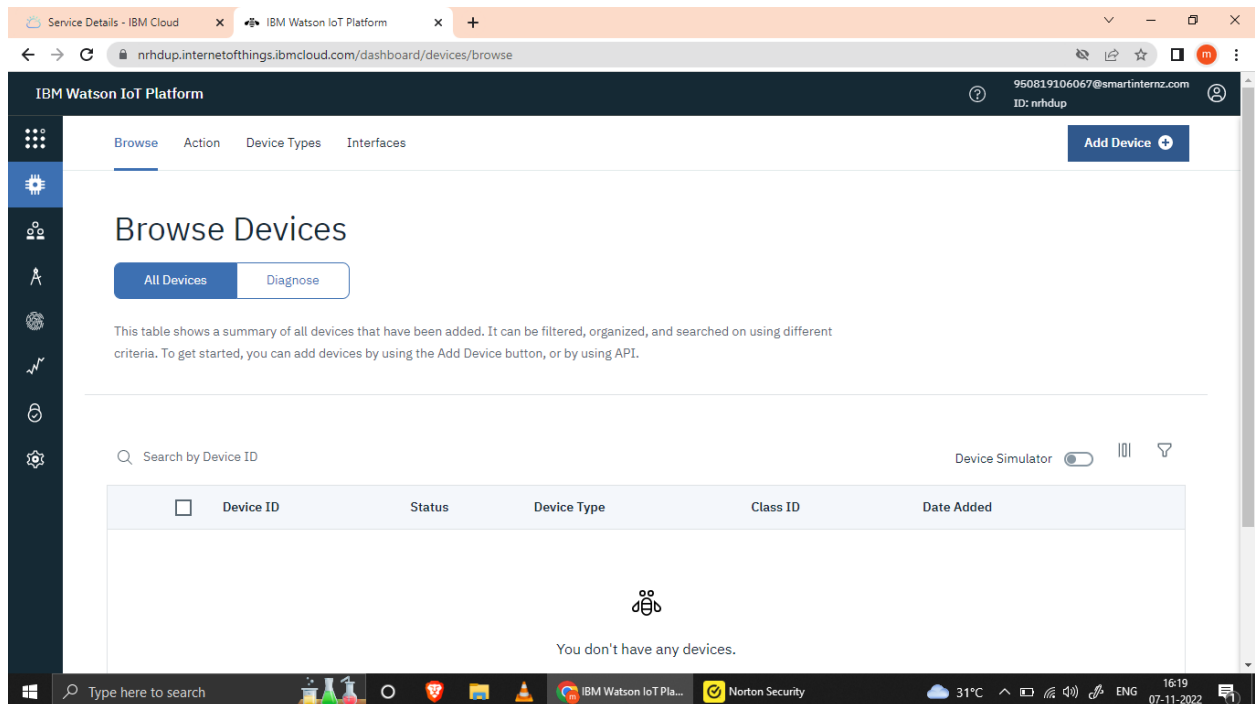 Service Details - IBM Cloud
IBM Watson IoT Platform
nrhdup.internetofthings.ibmcloud.com/dashboard/devices/browse
m
IBM Watson IoT Platform
950819106067@smartinternz.com
ID: nrhdup
Browse Action Device Types Interfaces
Add Device
Browse Devices
All Devices Diagnose
This table shows a summary of all devices that have been added. It can be filtered, organized, and searched on using different
criteria. To get started, you can add devices by using the Add Device button, or by using API.
Search by Device ID
Device Simulator
Device ID Status Device Type Class ID Date Added
You don't have any devices.
Type here to search
IBM Watson IoT Pla...
Norton Security
31°C
ENG
16:19
07-11-2022
1